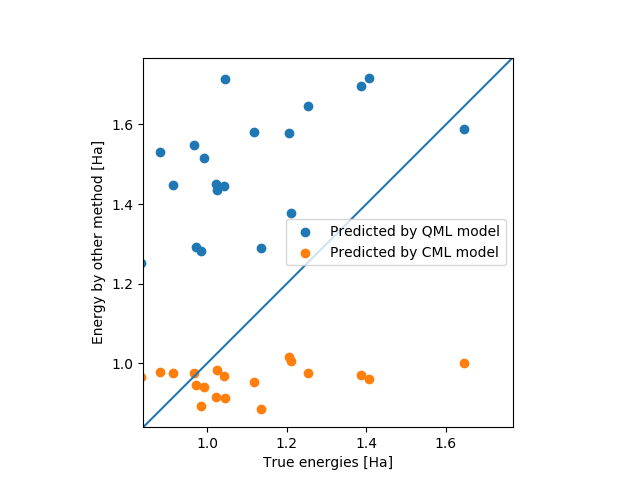 1.6
1.4
1.2
1.0
Energy by other method [Ha]
Predicted by QML model
Predicted by CML model
1.0 1.2 1.4 1.6
True energies [Ha]